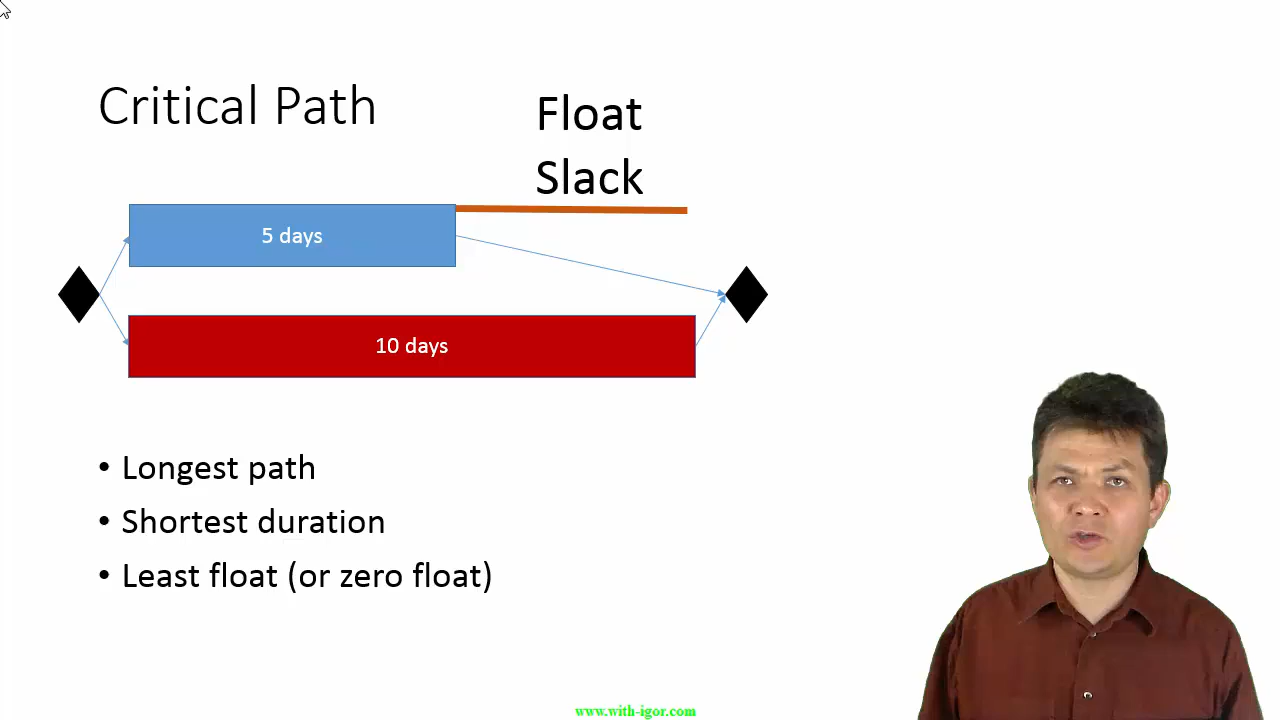 Critical Path
Float
Slack
5 days
10 days
• Longest path
• Shortest duration
• Least float (or zero float)
www.with-igor.com